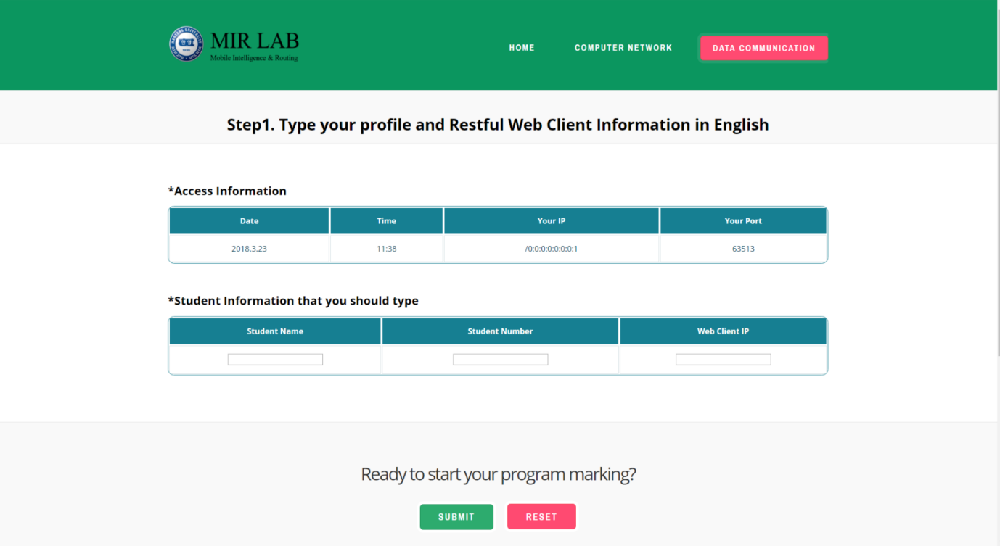 MIR LAB
Mobile Intelligence & Routing
HOME COMPUTER NETWORK DATA COMMUNICATION
Step1. Type your profile and Restful Web Client Information in English
*Access Information
Date Time Your IP Your Port
2018.3.23 11:38 /0:0:0:0:0:0:0:1 63513
*Student Information that you should type
Student Name Student Number Web Client IP
Ready to start your program marking?
SUBMIT RESET